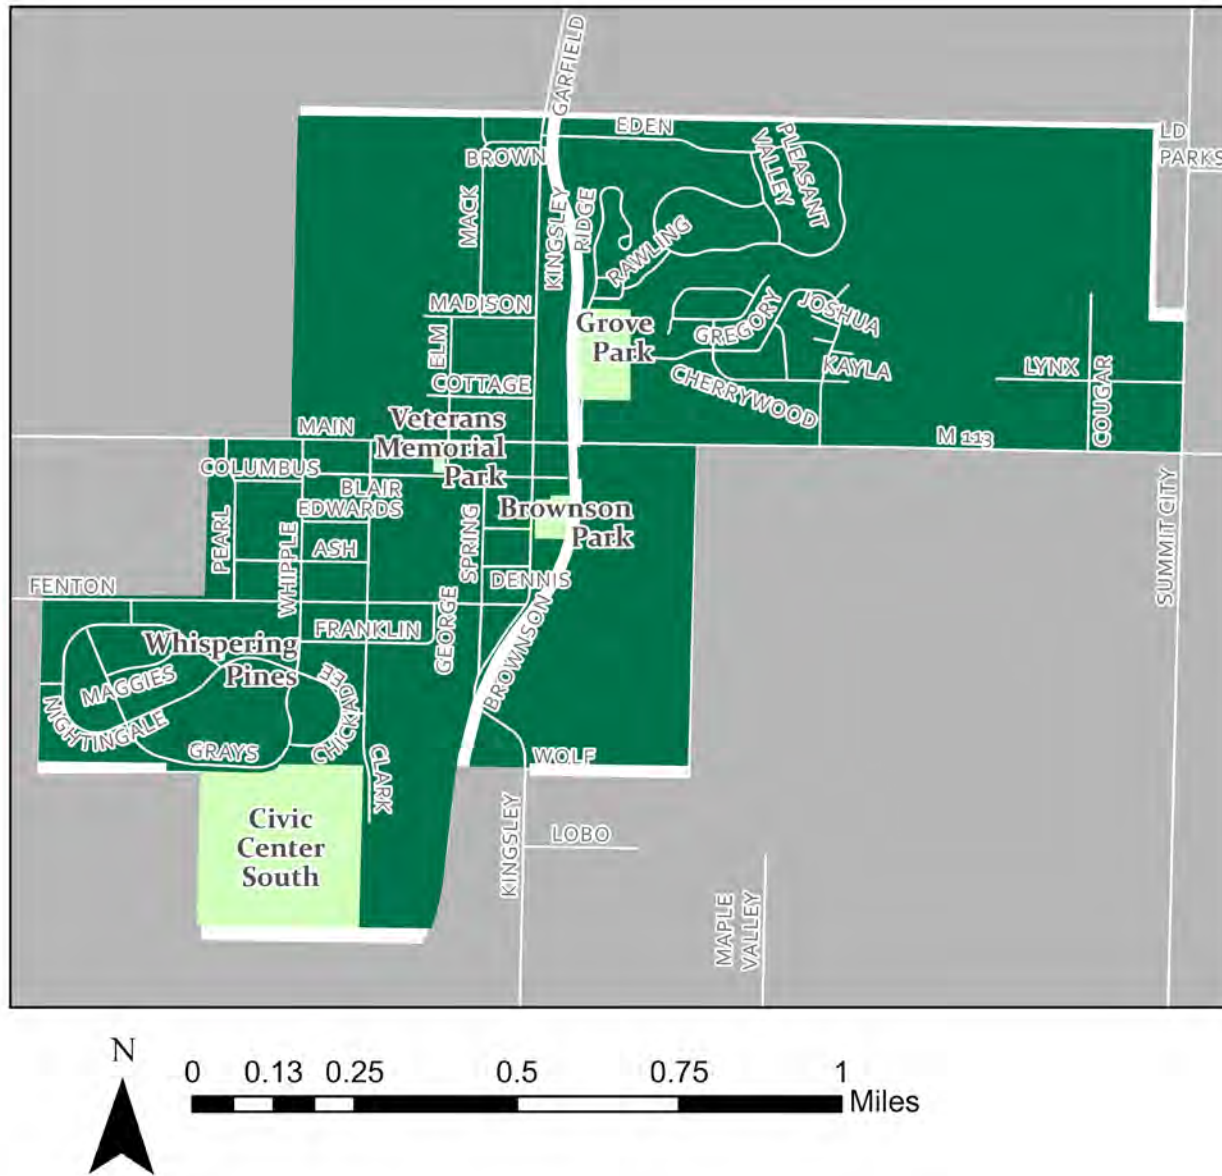 GARFIELD
EDEN
BROWN
LD
PARKS
PLEASANT
VALLEY
MACK
KINGSLEY
RIDGE
RAWLING
MADISON
Grove
Park
GREGORY
JOSHUA
ELM
COTTAGE
CHERRYWOOD
KAYLA
LYNX
COUGAR
MAIN
Veterans
Memorial
Park
M 113
COLUMBUS
BLAIR
EDWARDS
Brownson
Park
PEARL
WHIPPLE
ASH
SPRING
DENNIS
SUMMIT CITY
FENTON
FRANKLIN
GEORGE
BROWNSON
Whispering
Pines
MAGGIES
NIGHTINGALE
GRAYS
CHICKADEE
CLARK
WOLF
Civic
Center
South
KINGSLEY
LOBO
MAPLE
VALLEY
N
0 0.13 0.25 0.5 0.75 1
Miles